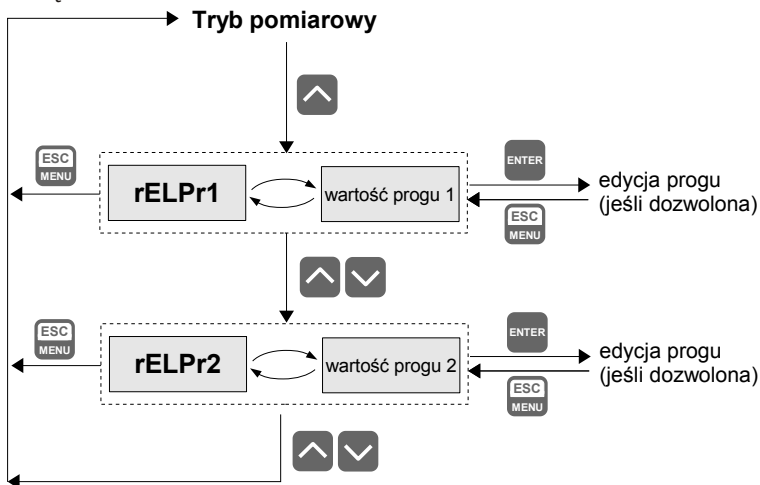 Tryb pomiarowy
ESC
MENU
ENTER
rELPr1
wartość progu 1
edycja progu
(jeśli dozwolona)
ESC
MENU
ESC
MENU
ENTER
rELPr2
wartość progu 2
edycja progu
(jeśli dozwolona)
ESC
MENU